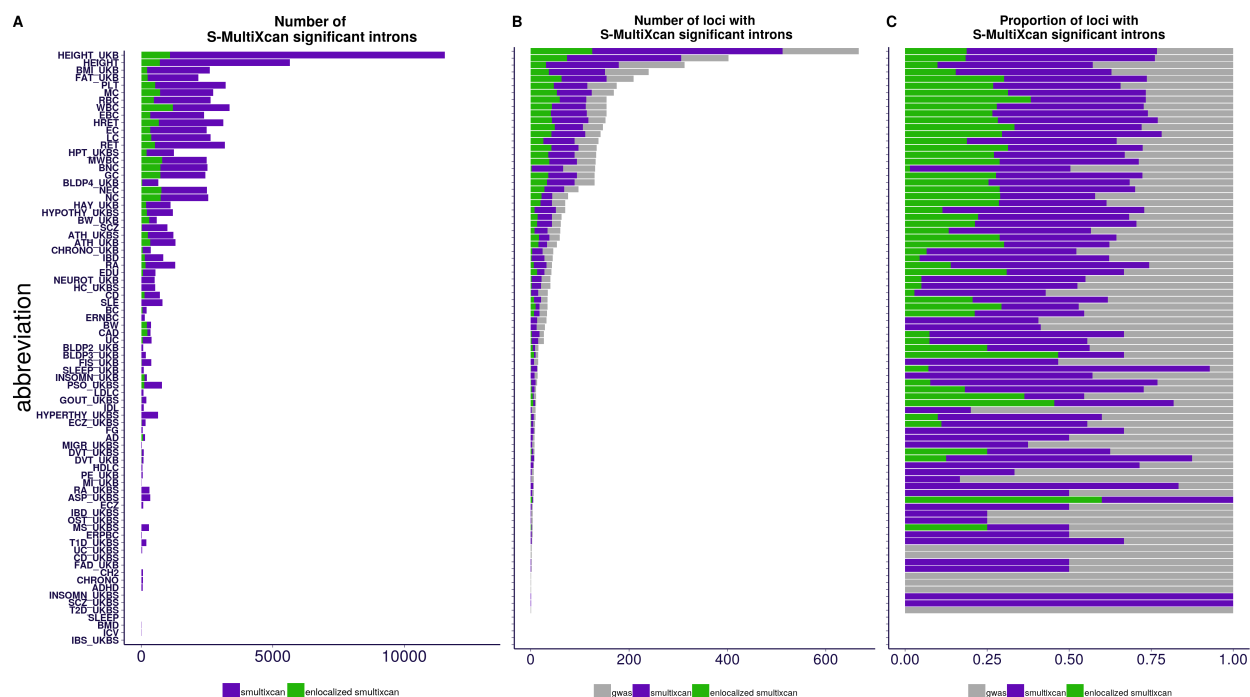 A
Number of
S-MultiXcan significant introns
B
Number of loci with
S-MultiXcan significant introns
C
Proportion of loci with
S-MultiXcan significant introns
abbreviation
HEIGHT_UKB
HEIGHT
BMI_UKB
FAT_UKB
PLT
MC
RBC
WBC
EBC
HRET
EC
LC
RET
HPT_UKBS
MWBC
BNC
GC
BLDP4_UKB
NEC
NC
HAY_UKB
HYPOTHY_UKBS
BW_UKB
SCZ
ATH_UKBS
ATH_UKB
CHRONO_UKB
IBD
RA
EDU
NEUROT_UKB
HC_UKBS
CD
SLE
BC
ERNBC
BW
CAD
UC
BLDP2_UKB
BLDP3_UKB
FIS_UKB
SLEEP_UKB
INSOMN_UKB
PSO_UKBS
LDLC
GOUT_UKBS
IDL
HYPERTHY_UKBS
ECZ_UKBS
FG
AD
MIGR_UKBS
DVT_UKBS
DVT_UKB
HDLC
PE_UKB
MI_UKB
RA_UKBS
ASP_UKBS
ECZ
IBD_UKBS
OST_UKBS
MS_UKBS
ERPBC
T1D_UKBS
UC_UKBS
CD_UKBS
FAD_UKB
CH2
CHRONO
ADHD
INSOMN_UKBS
SCZ_UKBS
T2D_UKBS
SLEEP
BMD
ICV
IBS_UKBS
0 5000 10000
0 200 400 600
0.00 0.25 0.50 0.75 1.00
smultixcan enlocalized smultixcan
gwas smultixcan enlocalized smultixcan
gwas smultixcan enlocalized smultixcan